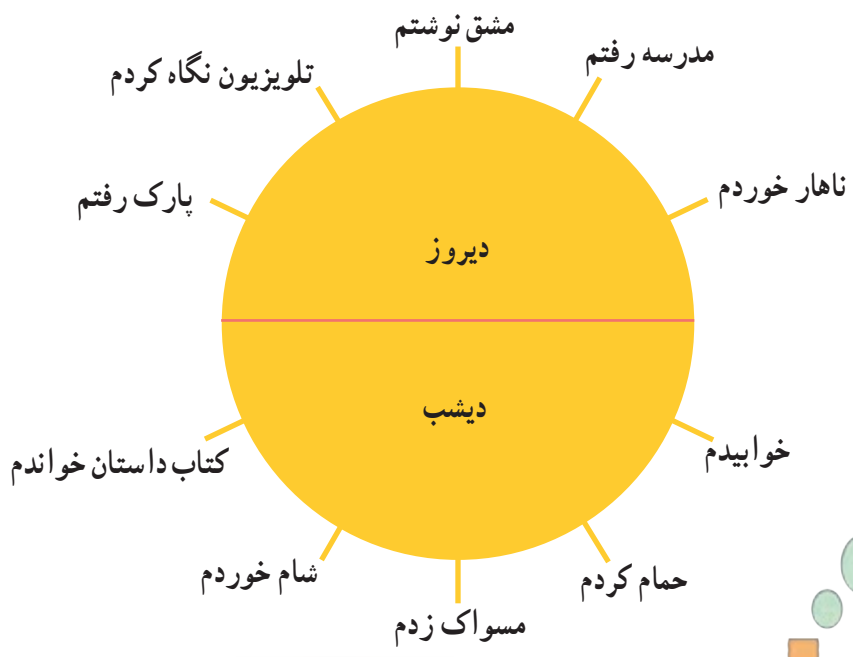 مشق نوشتم
مدرسه رفتم
تلویزیون نگاه کردم
ناهار خوردم
پارک رفتم
دیروز
دیشب
خوابیدم
کتاب داستان خواندم
حمام کردم
شام خوردم
مسواک زدم